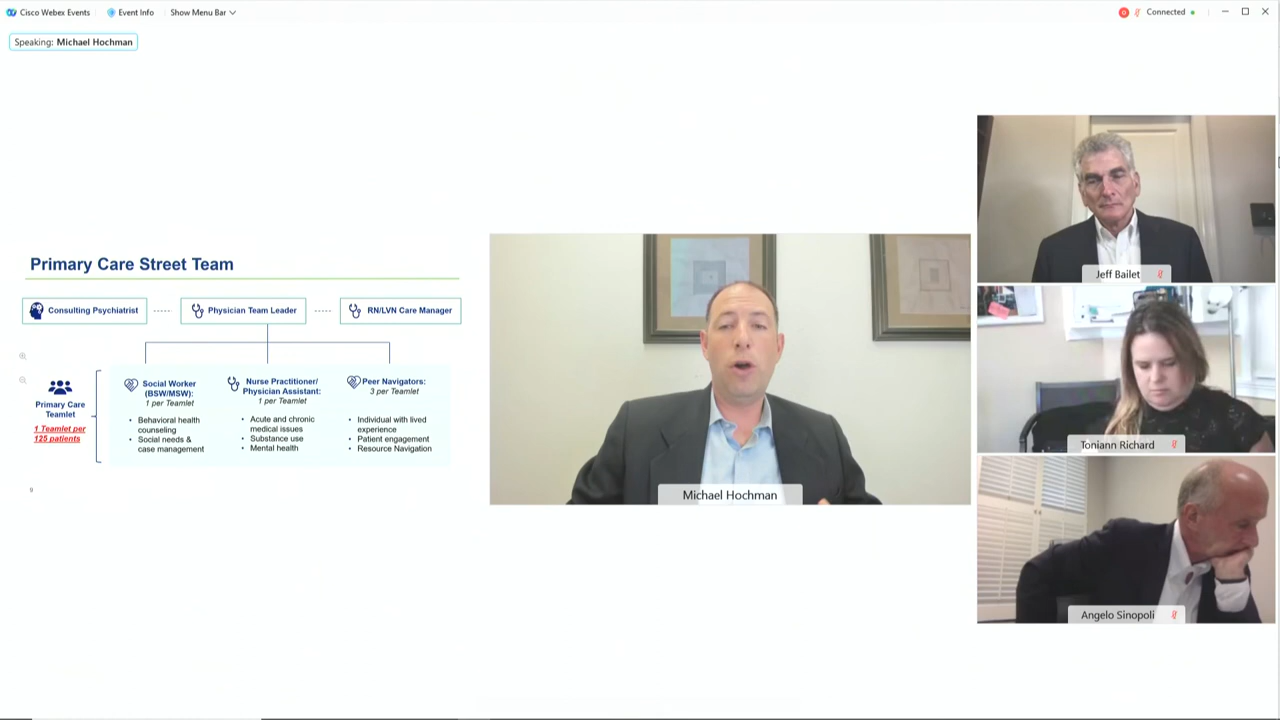 Cisco Webex Events
Event Info
Show Menu Bar
Connected
Speaking: Michael Hochman
Primary Care Street Team
Consulting Psychiatrist
Physician Team Leader
RN/LVN Care Manager
Primary Care
Teamlet
1 Teamlet per
125 patients
Social Worker
(BSW/MSW):
1 per Teamlet
• Behavioral health
counseling
• Social needs &
case management
Nurse Practitioner/
Physician Assistant:
1 per Teamlet
• Acute and chronic
medical issues
• Substance use
• Mental health
Peer Navigators:
3 per Teamlet
• Individual with lived
experience
• Patient engagement
• Resource Navigation
9
Michael Hochman
Jeff Bailet
Toniann Richard
Angelo Sinopoli